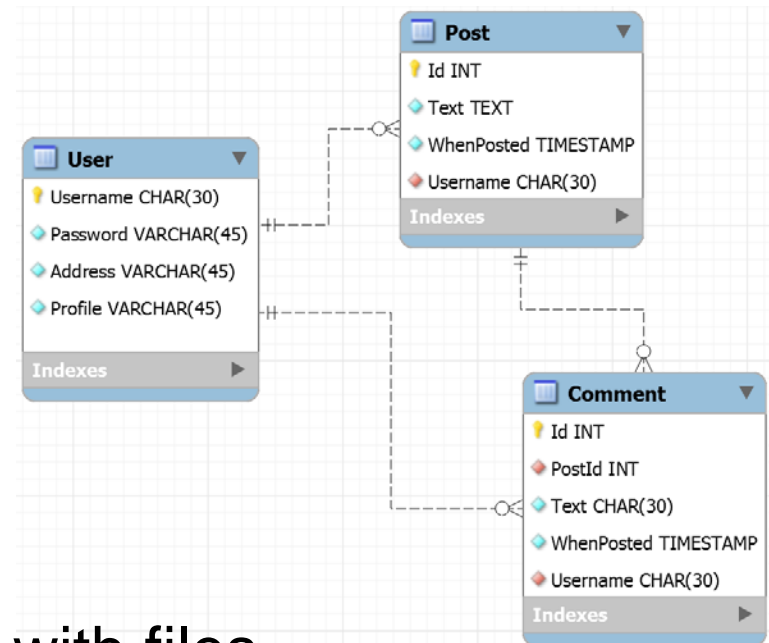 Post
Id INT
Text TEXT
WhenPosted TIMESTAMP
Username CHAR(30)
Indexes
User
Username CHAR(30)
Password VARCHAR(45)
Address VARCHAR(45)
Profile VARCHAR(45)
Indexes
Comment
Id INT
PostId INT
Text CHAR(30)
WhenPosted TIMESTAMP
Username CHAR(30)
Indexes
with files